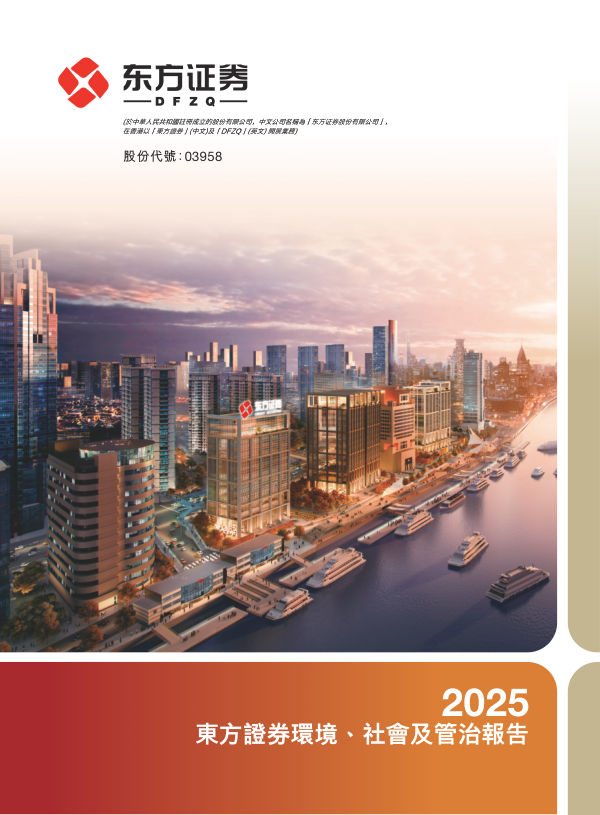 东方证券
DFZQ
(於中華人民共和國註冊成立的股份有限公司，中文公司名稱為「东方证券股份有限公司」，
在香港以「東方證券」(中文)及「DFZQ」(英文) 開展業務)
股份代號：03958
东方证券
2025
東方證券環境、社會及管治報告